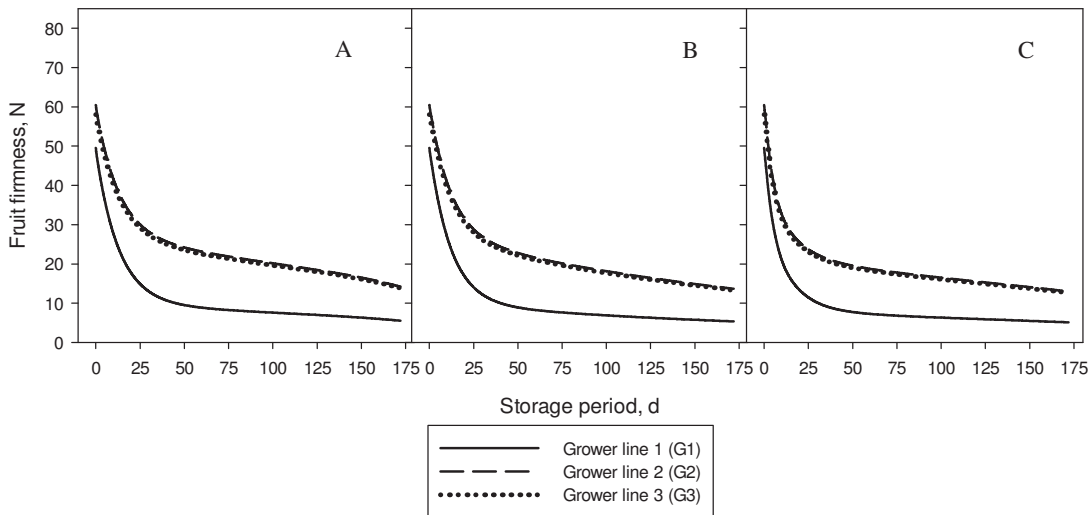 A
B
C
Fruit firmness, N
80
70
60
50
40
30
20
10
0
0 25 50 75 100 125 150 175 0 25 50 75 100 125 150 175 0 25 50 75 100 125 150 175
Storage period, d
Grower line 1 (G1)
Grower line 2 (G2)
Grower line 3 (G3)